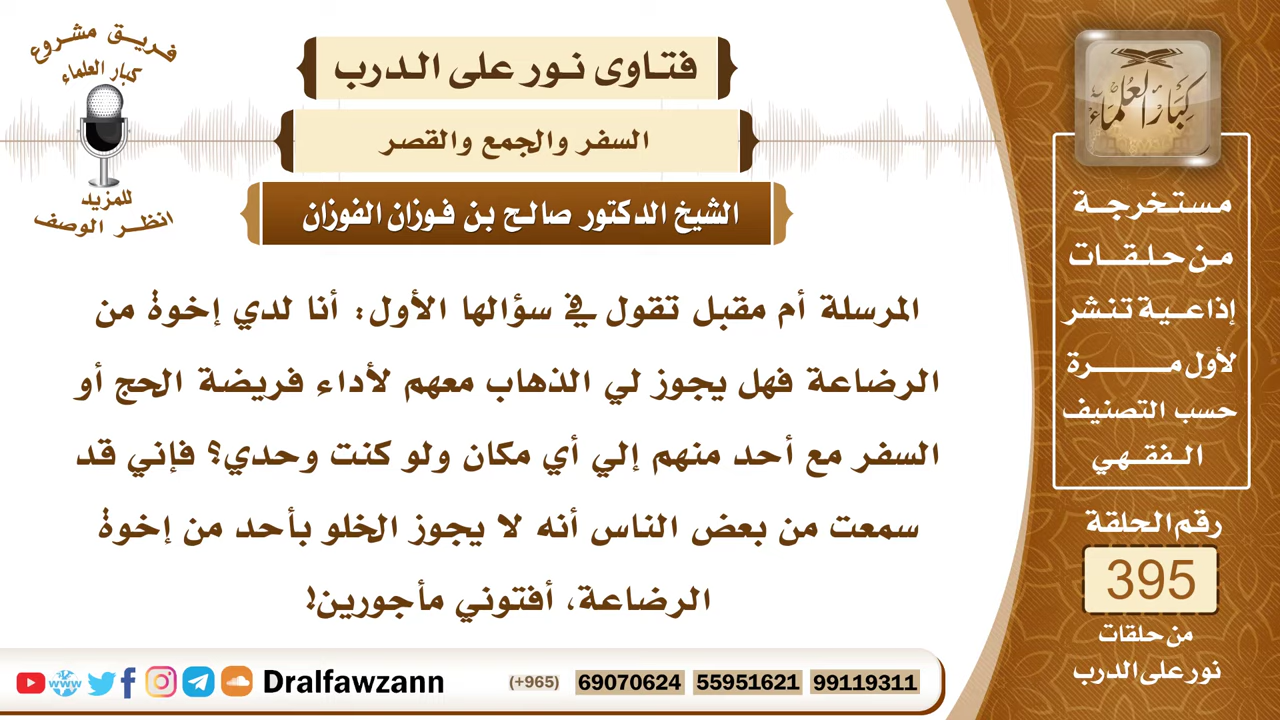 فريق مشروع
كبار العلماء
للمزيد
انظر الوصف
فتاوى نور على الدرب
السفر والجمع والقصر
الشيخ الدكتور صالح بن فوزان الفوزان
المرسلة أم مقبل تقول في سؤالها الأول: أنا لدي إخوة من
الرضاعة فهل يجوز لي الذهاب معهم لأداء فريضة الحج أو
السفر مع أحد منهم إلي أي مكان ولو كنت وحدي؟ فإني قد
سمعت من بعض الناس أنه لا يجوز الخلو بأحد من إخوة
الرضاعة، أفتوني مأجورين!
كبار العلماء
مستخرجة
من حلقات
إذاعية تنشر
لأول مرة
حسب التصنيف
الفقهي
رقم الحلقة
395
من حلقات
نور على الدرب
www
Dralfawzann
(+965) 69070624 55951621 99119311